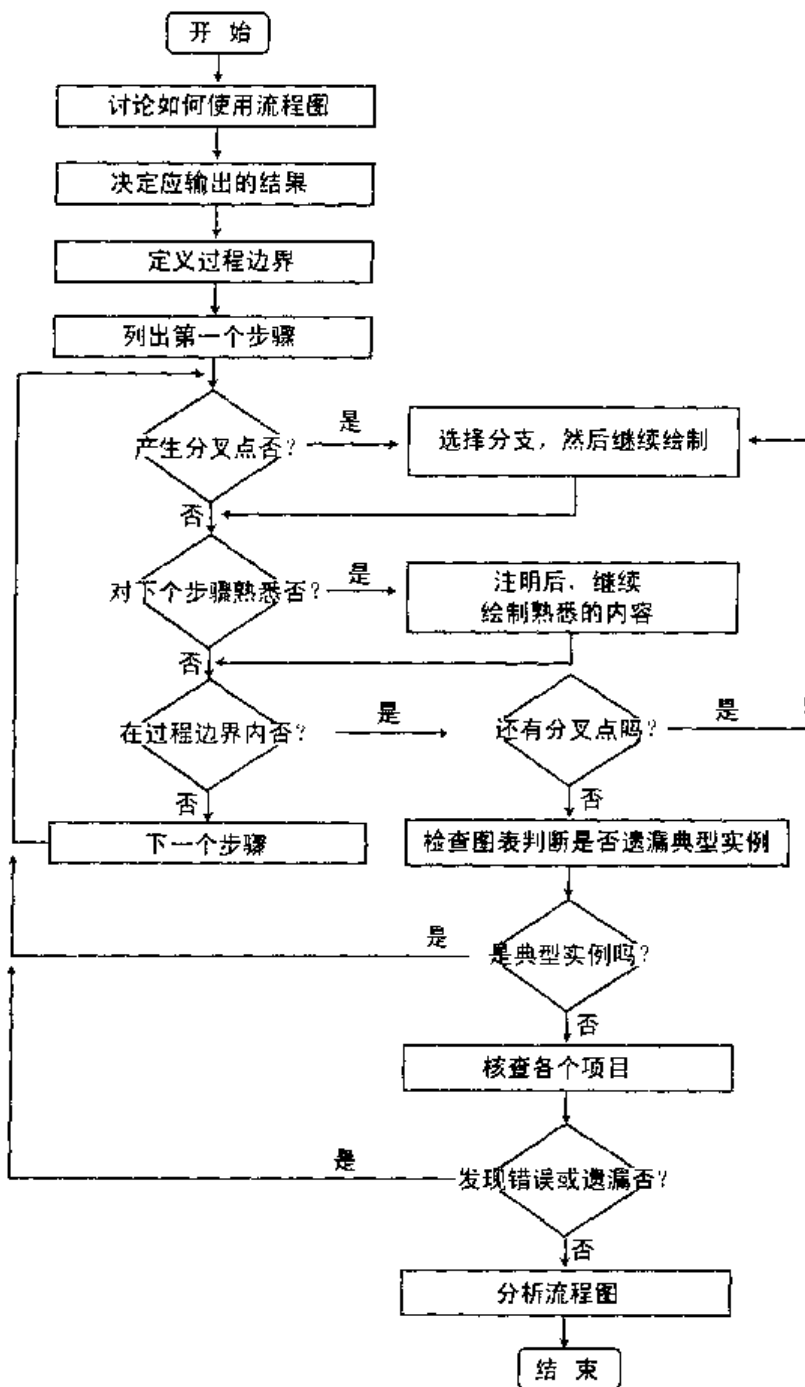 开 始
讨论如何使用流程图
决定应输出的结果
定义过程边界
列出第一个步骤
产生分叉点否?
是
选择分支，然后继续绘制
否
对下个步骤熟悉否?
是
注明后、继续
绘制熟悉的内容
否
在过程边界内否?
是
还有分叉点吗?
是
否
下一个步骤
否
检查图表判断是否遗漏典型实例
是
是典型实例吗?
否
核查各个项目
是
发现错误或遗漏否?
否
分析流程图
结 束